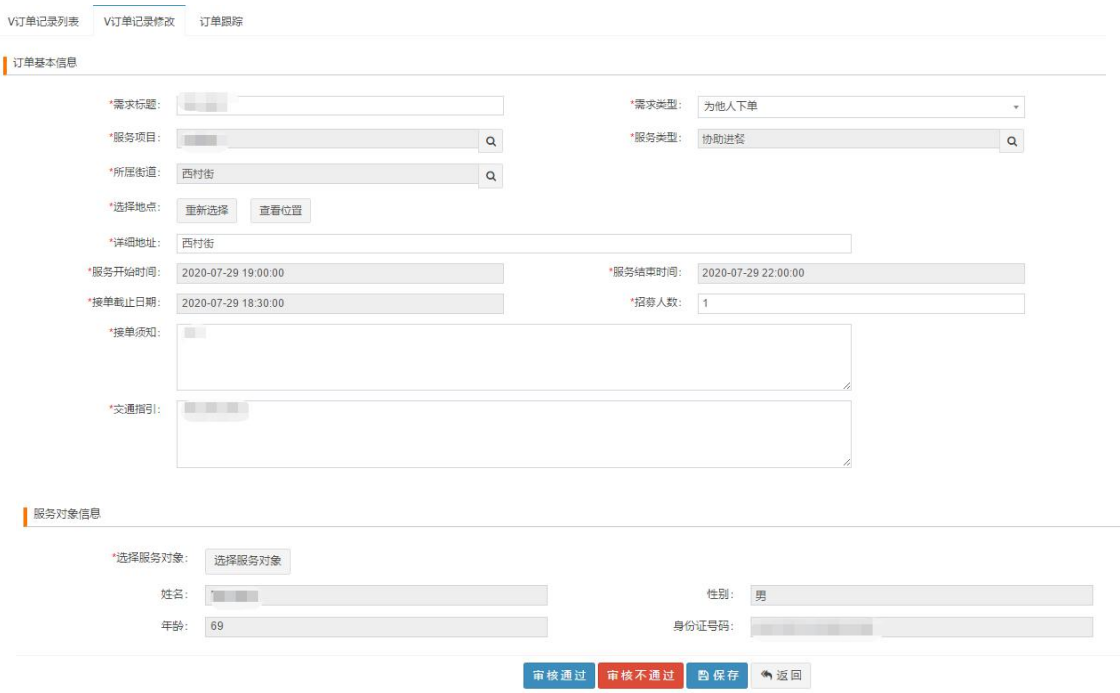 V订单记录列表 V订单记录修改 订单跟踪
订单基本信息
*需求标题: *需求类型: 为他人下单
*服务项目: *服务类型: 协助进餐
*所属街道: 西村街
*选择地点: 重新选择 查看位置
*详细地址: 西村街
*服务开始时间: 2020-07-29 19:00:00 *服务结束时间: 2020-07-29 22:00:00
*接单截止日期: 2020-07-29 18:30:00 *招募人数: 1
*接单须知:
*交通指引:
服务对象信息
*选择服务对象: 选择服务对象
姓名: 性别: 男
年龄: 69 身份证号码:
审核通过 审核不通过 保存 返回